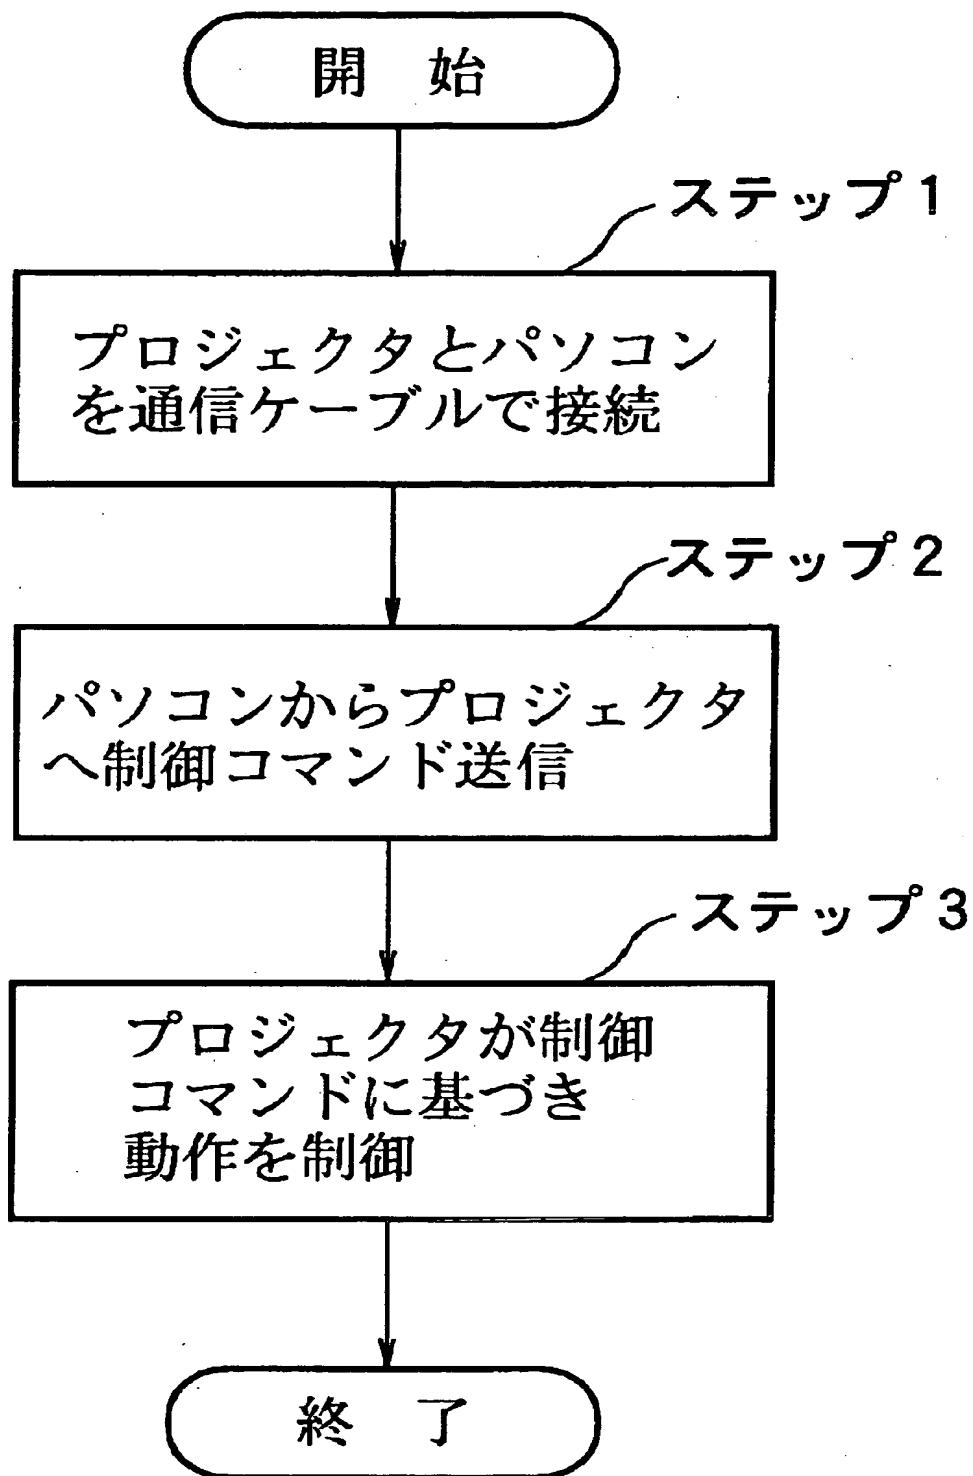 開 始
ステップ1
プロジェクタとパソコン
を通信ケーブルで接続
ステップ2
パソコンからプロジェクタ
へ制御コマンド送信
ステップ3
プロジェクタが制御
コマンドに基づき
動作を制御
終 了